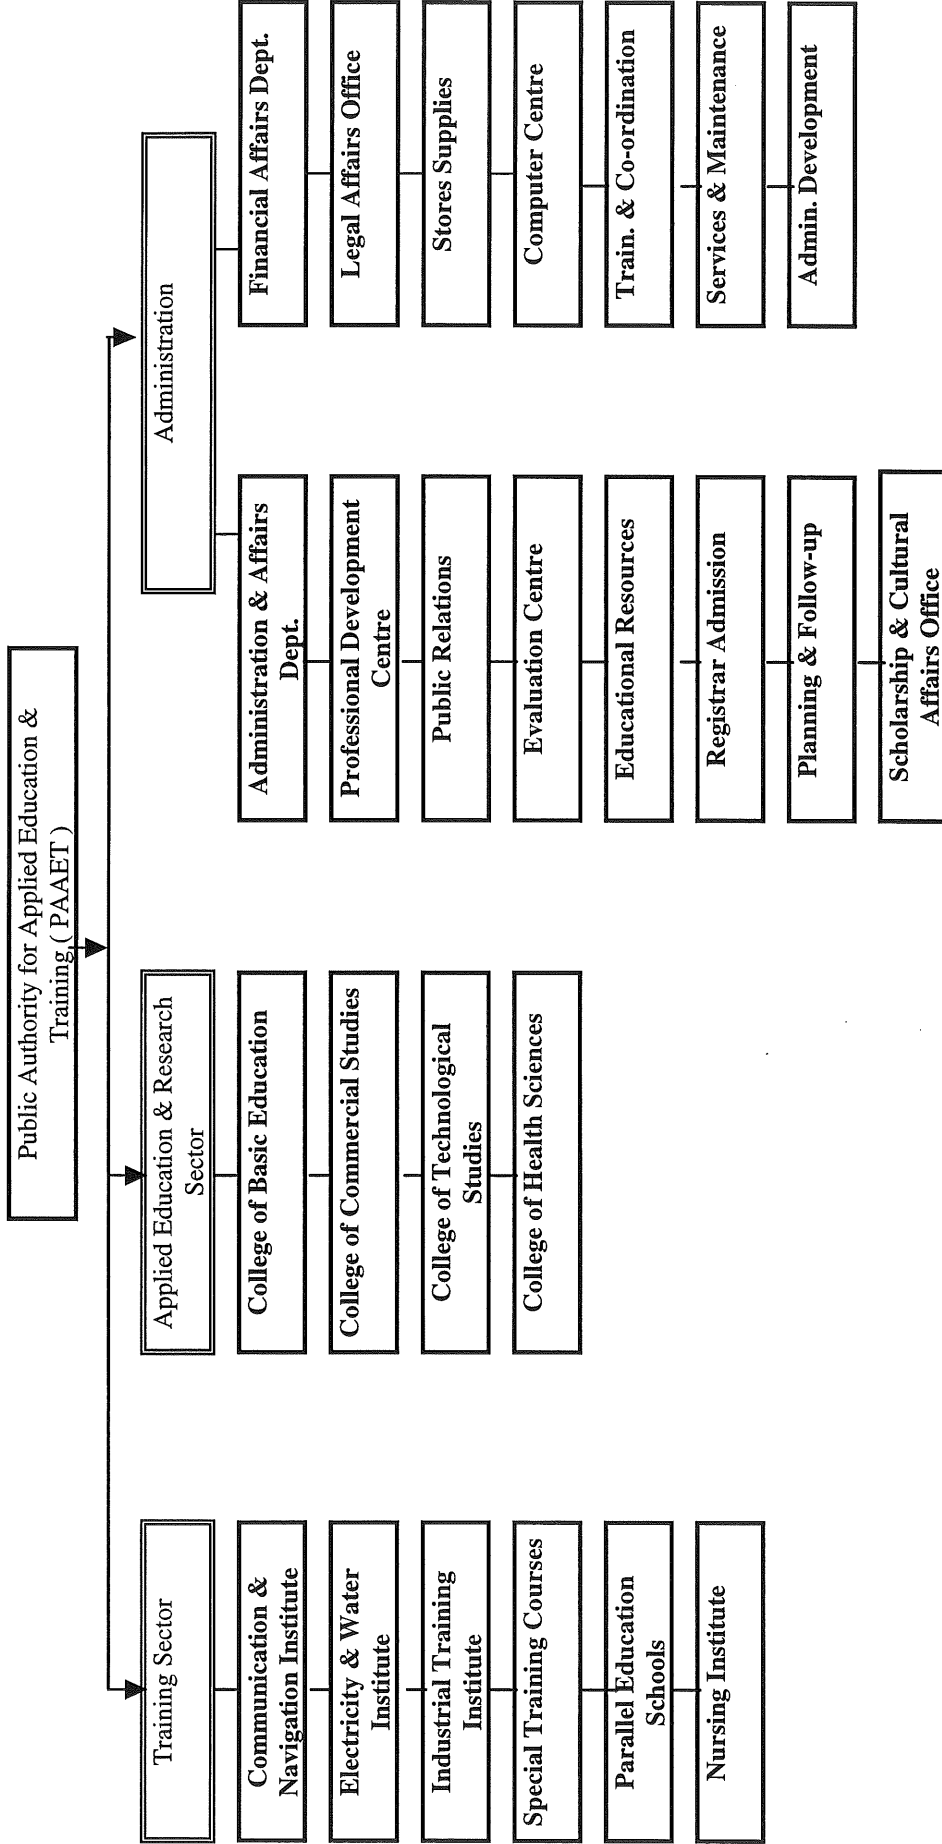 Public Authority for Applied Education &
Training ( PAAET )
Training Sector
Communication &
Navigation Institute
Electricity & Water
Institute
Industrial Training
Institute
Special Training Courses
Parallel Education
Schools
Nursing Institute
Applied Education & Research
Sector
College of Basic Education
College of Commercial Studies
College of Technological
Studies
College of Health Sciences
Administration
Administration & Affairs
Dept.
Professional Development
Centre
Public Relations
Evaluation Centre
Educational Resources
Registrar Admission
Planning & Follow-up
Scholarship & Cultural
Affairs Office
Financial Affairs Dept.
Legal Affairs Office
Stores Supplies
Computer Centre
Train. & Co-ordination
Services & Maintenance
Admin. Development